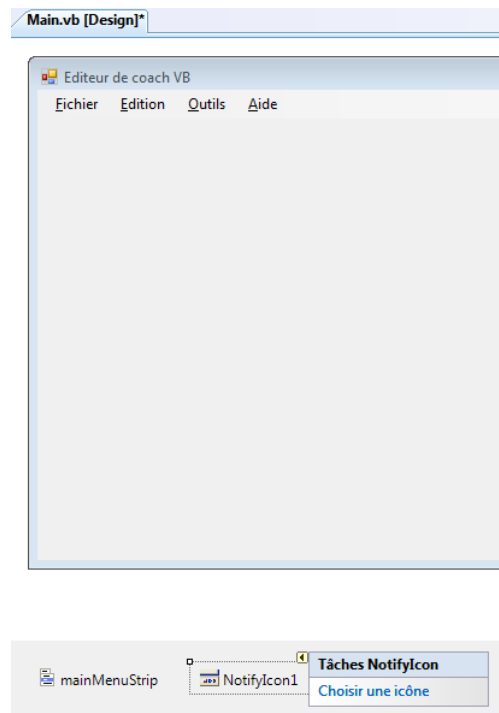 Main.vb [Design]*
Editeur de coach VB
Fichier Edition Outils Aide
mainMenuStrip NotifyIcon1 Tâches NotifyIcon
Choisir une icône